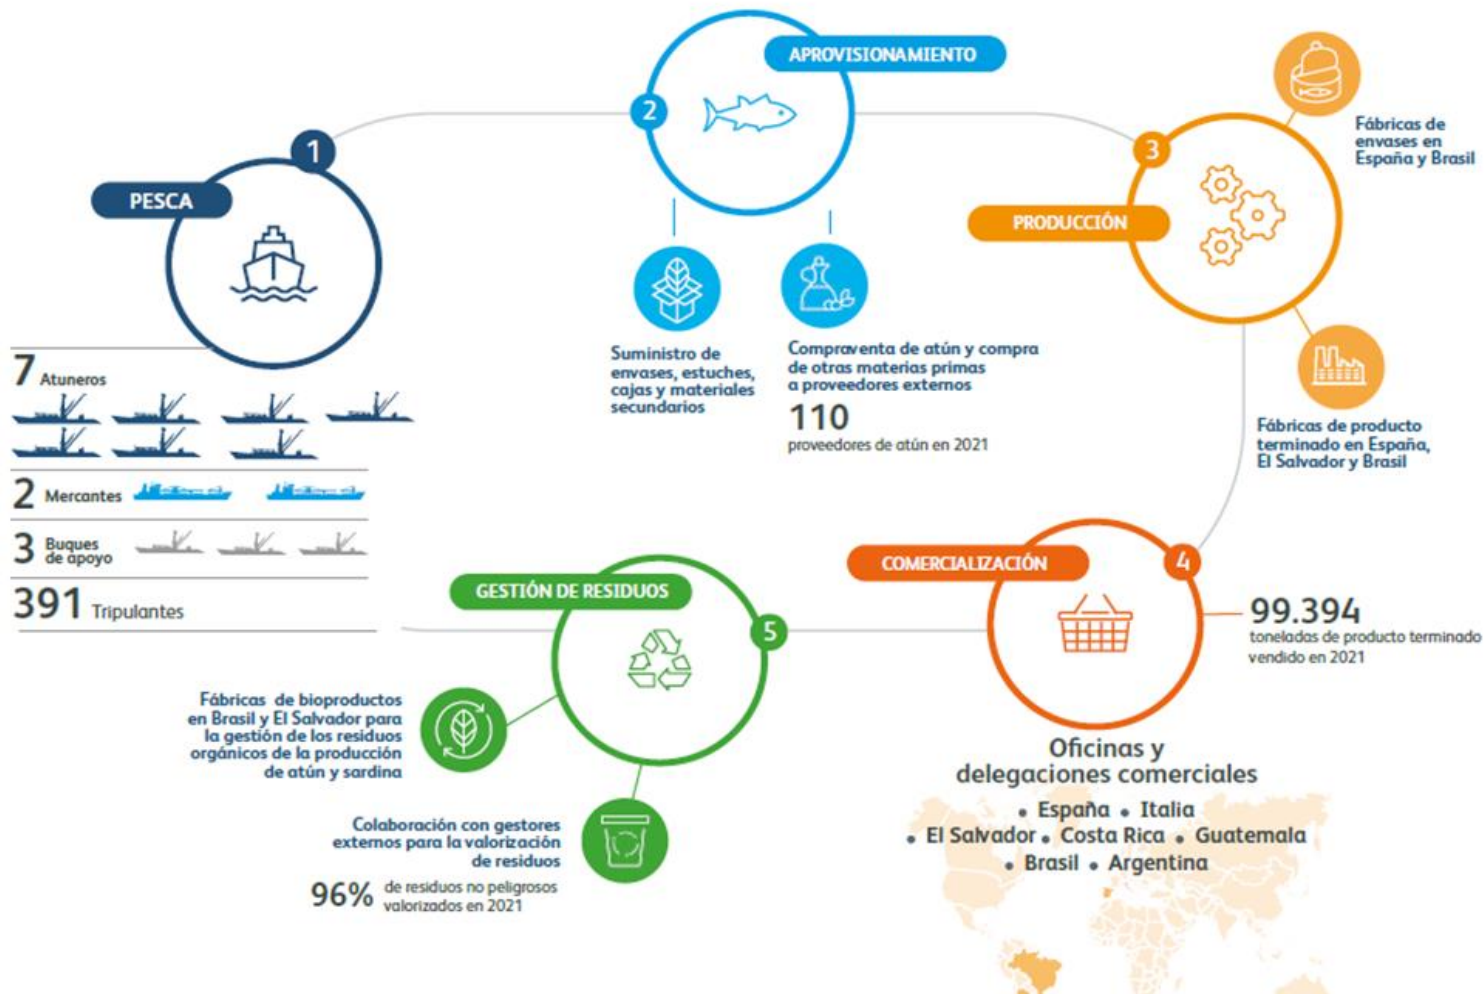 1
PESCA
7 Atuneros
2 Mercantes
3 Buques
de apoyo
391 Tripulantes
2
APROVISIONAMIENTO
Suministro de
envases, estuches,
cajas y materiales
secundarios
Compraventa de atún y compra
de otras materias primas
a proveedores externos
110
proveedores de atún en 2021
3
PRODUCCIÓN
Fábricas de
envases en
España y Brasil
Fábricas de producto
terminado en España,
El Salvador y Brasil
4
COMERCIALIZACIÓN
99.394
toneladas de producto terminado
vendido en 2021
Oficinas y
delegaciones comerciales
• España • Italia
• El Salvador • Costa Rica • Guatemala
• Brasil • Argentina
5
GESTIÓN DE RESIDUOS
Fábricas de bioproductos
en Brasil y El Salvador para
la gestión de los residuos
orgánicos de la producción
de atún y sardina
Colaboración con gestores
externos para la valorización
de residuos
96% de residuos no peligrosos
valorizados en 2021